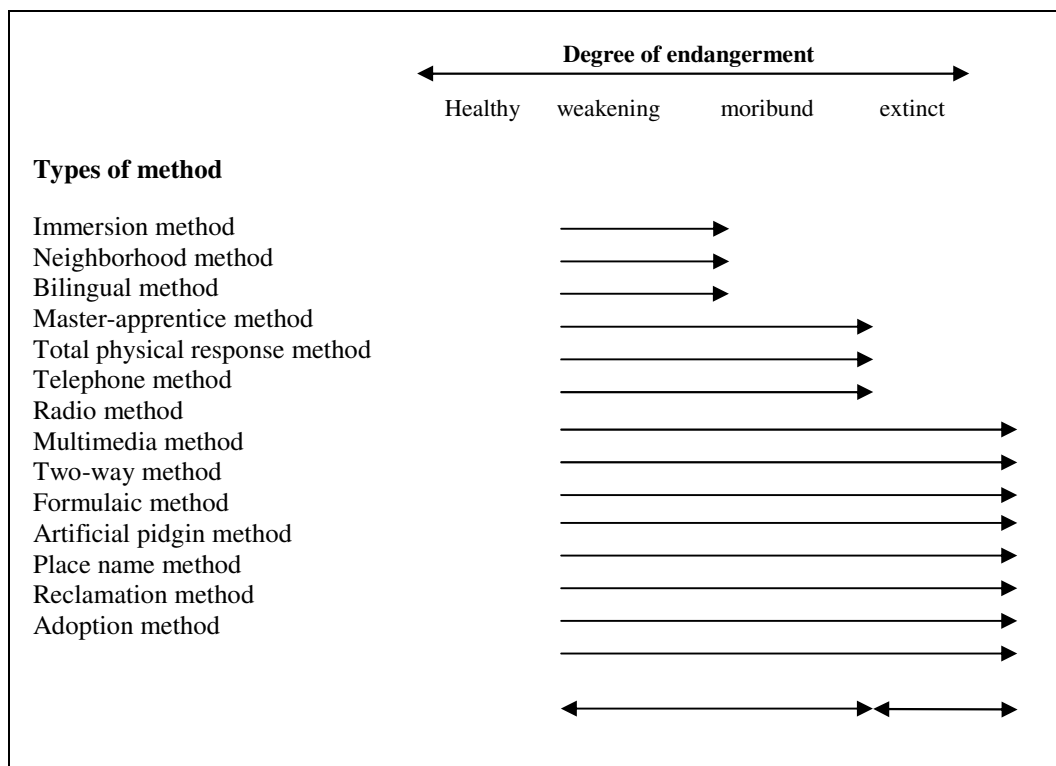 Degree of endangerment
Healthy weakening moribund extinct
Types of method
Immersion method
Neighborhood method
Bilingual method
Master-apprentice method
Total physical response method
Telephone method
Radio method
Multimedia method
Two-way method
Formulaic method
Artificial pidgin method
Place name method
Reclamation method
Adoption method